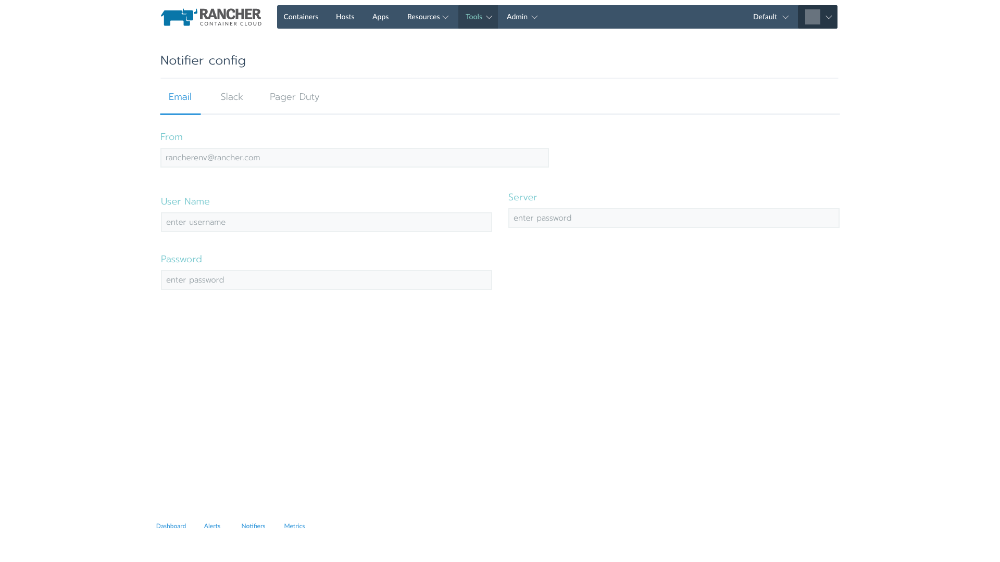 RANCHER
CONTAINER CLOUD
Containers Hosts Apps Resources Tools Admin Default
Notifier config
Email Slack Pager Duty
From
rancherenv@rancher.com
User Name
enter username
Server
enter password
Password
enter password
Dashboard Alerts Notifiers Metrics